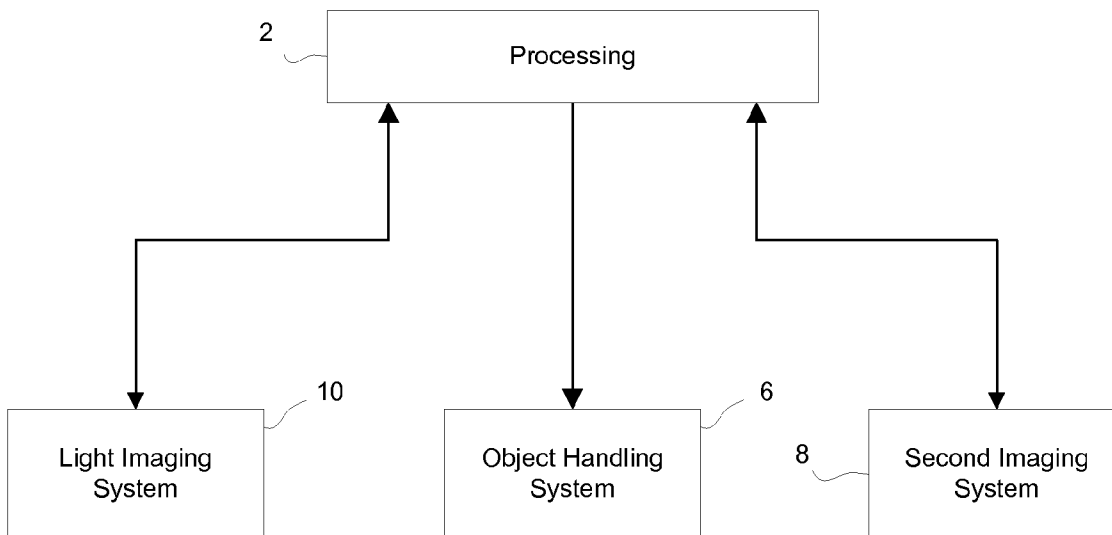 2
Processing
10
Light Imaging
System
6
Object Handling
System
8
Second Imaging
System